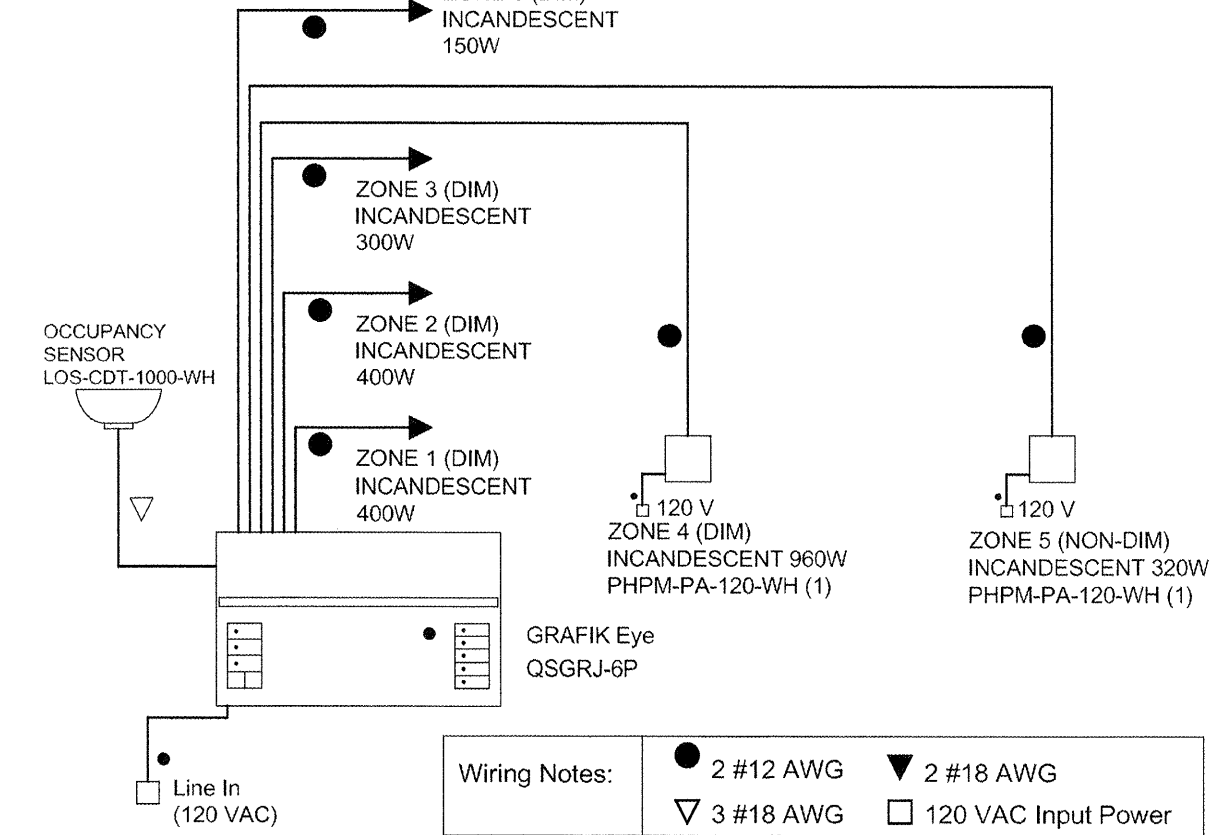 INCANDESCENT
150W
ZONE 3 (DIM)
INCANDESCENT
300W
OCCUPANCY
SENSOR
LOS-CDT-1000-WH
ZONE 2 (DIM)
INCANDESCENT
400W
ZONE 1 (DIM)
INCANDESCENT
400W
120 V
ZONE 4 (DIM)
INCANDESCENT 960W
PHPM-PA-120-WH (1)
120 V
ZONE 5 (NON-DIM)
INCANDESCENT 320W
PHPM-PA-120-WH (1)
GRAFIK Eye
QSGRJ-6P
Line In
(120 VAC)
Wiring Notes:
2 #12 AWG
2 #18 AWG
3 #18 AWG
120 VAC Input Power